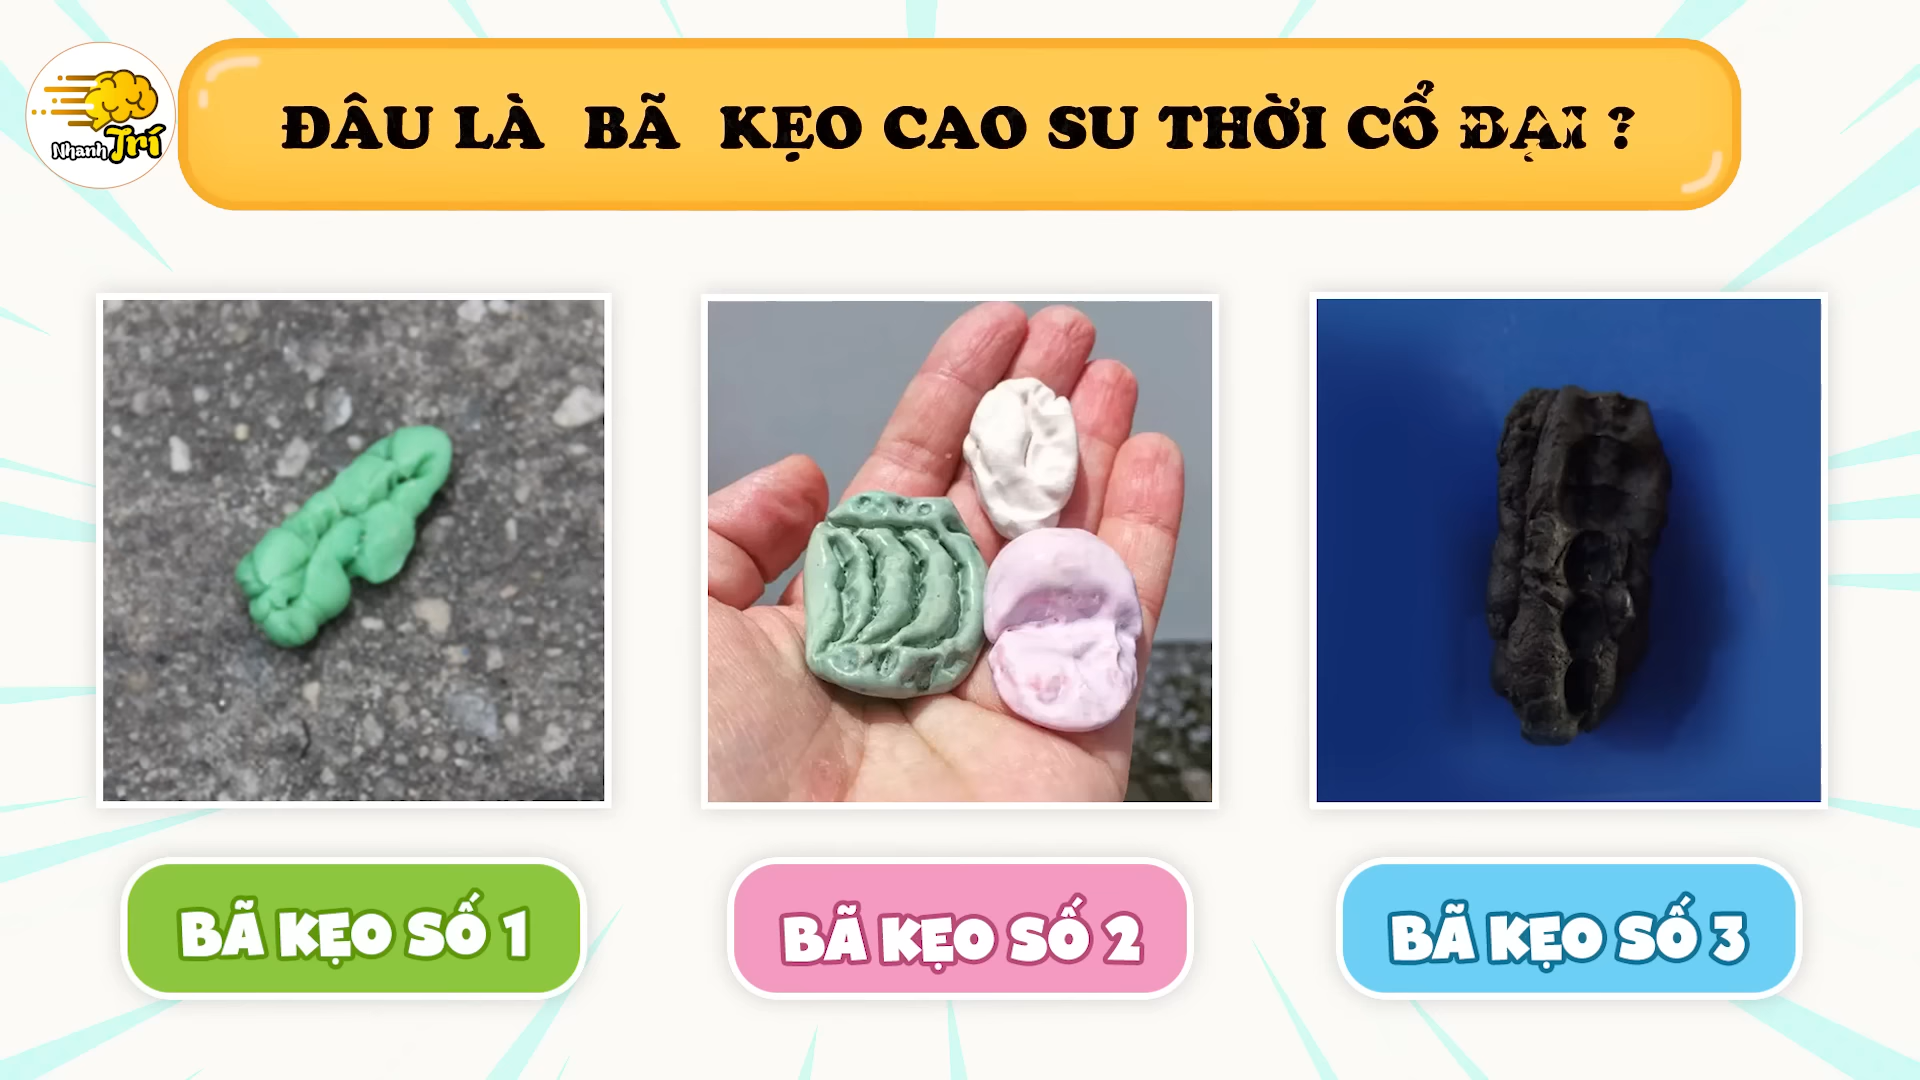 Nhanh Trí
ĐÂU LÀ BÃ KẸO CAO SU THỜI CỔ ĐẠI ?
BÃ KẸO SỐ 1
BÃ KẸO SỐ 2
BÃ KẸO SỐ 3